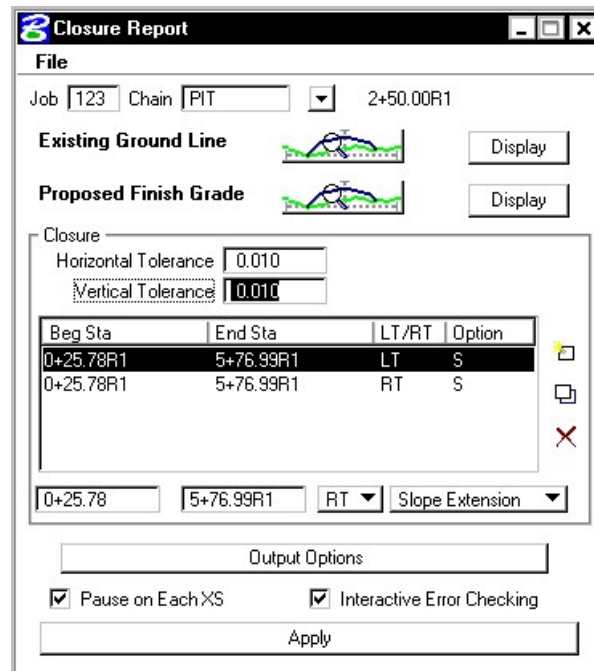 Closure Report
File
Job 123 Chain PIT 2+50.00R1
Existing Ground Line Display
Proposed Finish Grade Display
Closure
Horizontal Tolerance 0.010
Vertical Tolerance 0.010
Beg Sta End Sta LT/RT Option
0+25.78R1 5+76.99R1 LT S
0+25.78R1 5+76.99R1 RT S
0+25.78 5+76.99R1 RT Slope Extension
Output Options
Pause on Each XS Interactive Error Checking
Apply